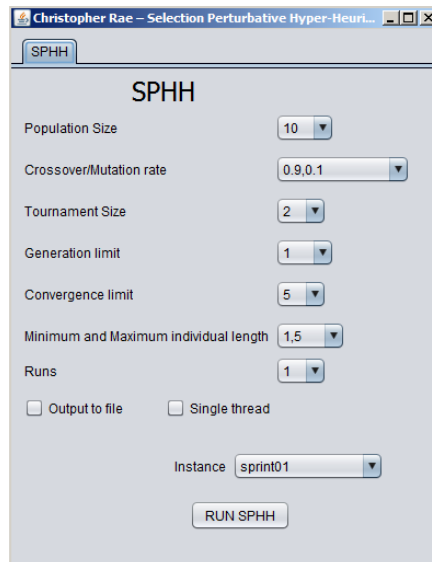 Christopher Rae – Selection Perturbative Hyper-Heuri...
SPHH
SPHH
Population Size 10
Crossover/Mutation rate 0.9,0.1
Tournament Size 2
Generation limit 1
Convergence limit 5
Minimum and Maximum individual length 1,5
Runs 1
Output to file Single thread
Instance sprint01
RUN SPHH